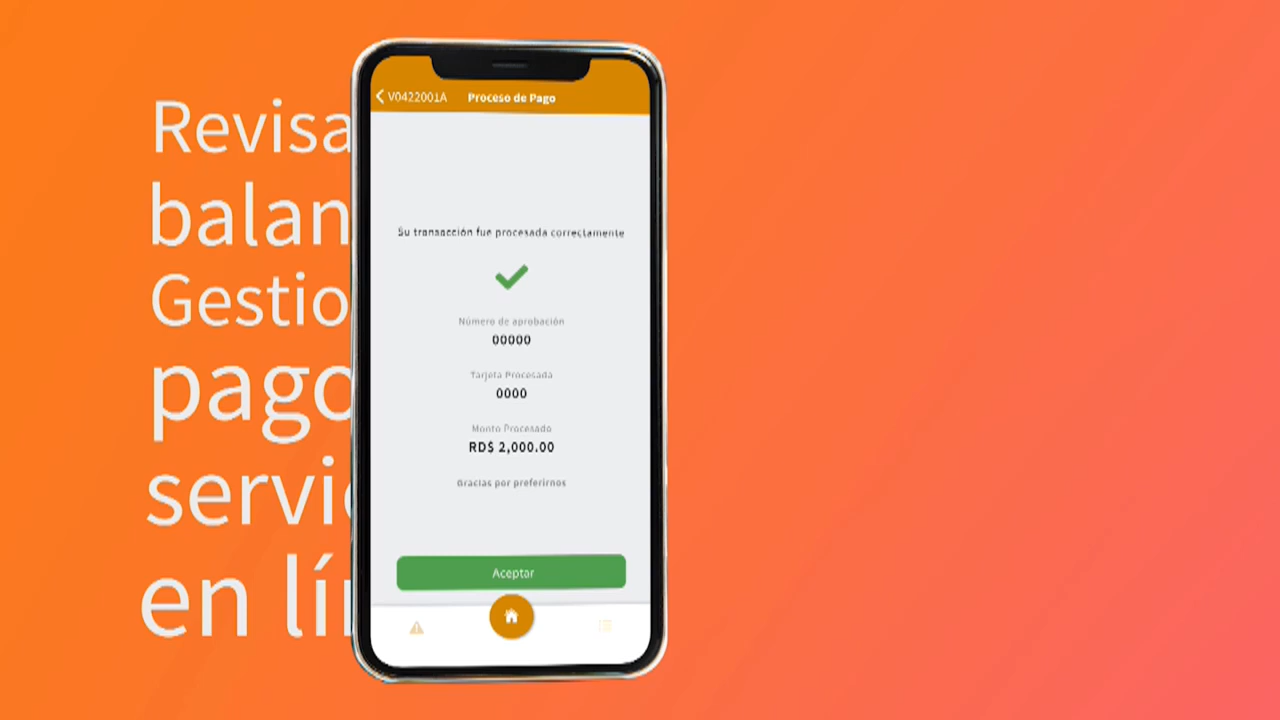 Revisa
balan
Gestio
pago
servic
en lí
V0422001A
Proceso de Pago
Su transacción fue procesada correctamente
Número de aprobación
00000
Tarjeta Procesada
0000
Monto Procesado
RD$ 2,000.00
Gracias por preferirnos
Aceptar